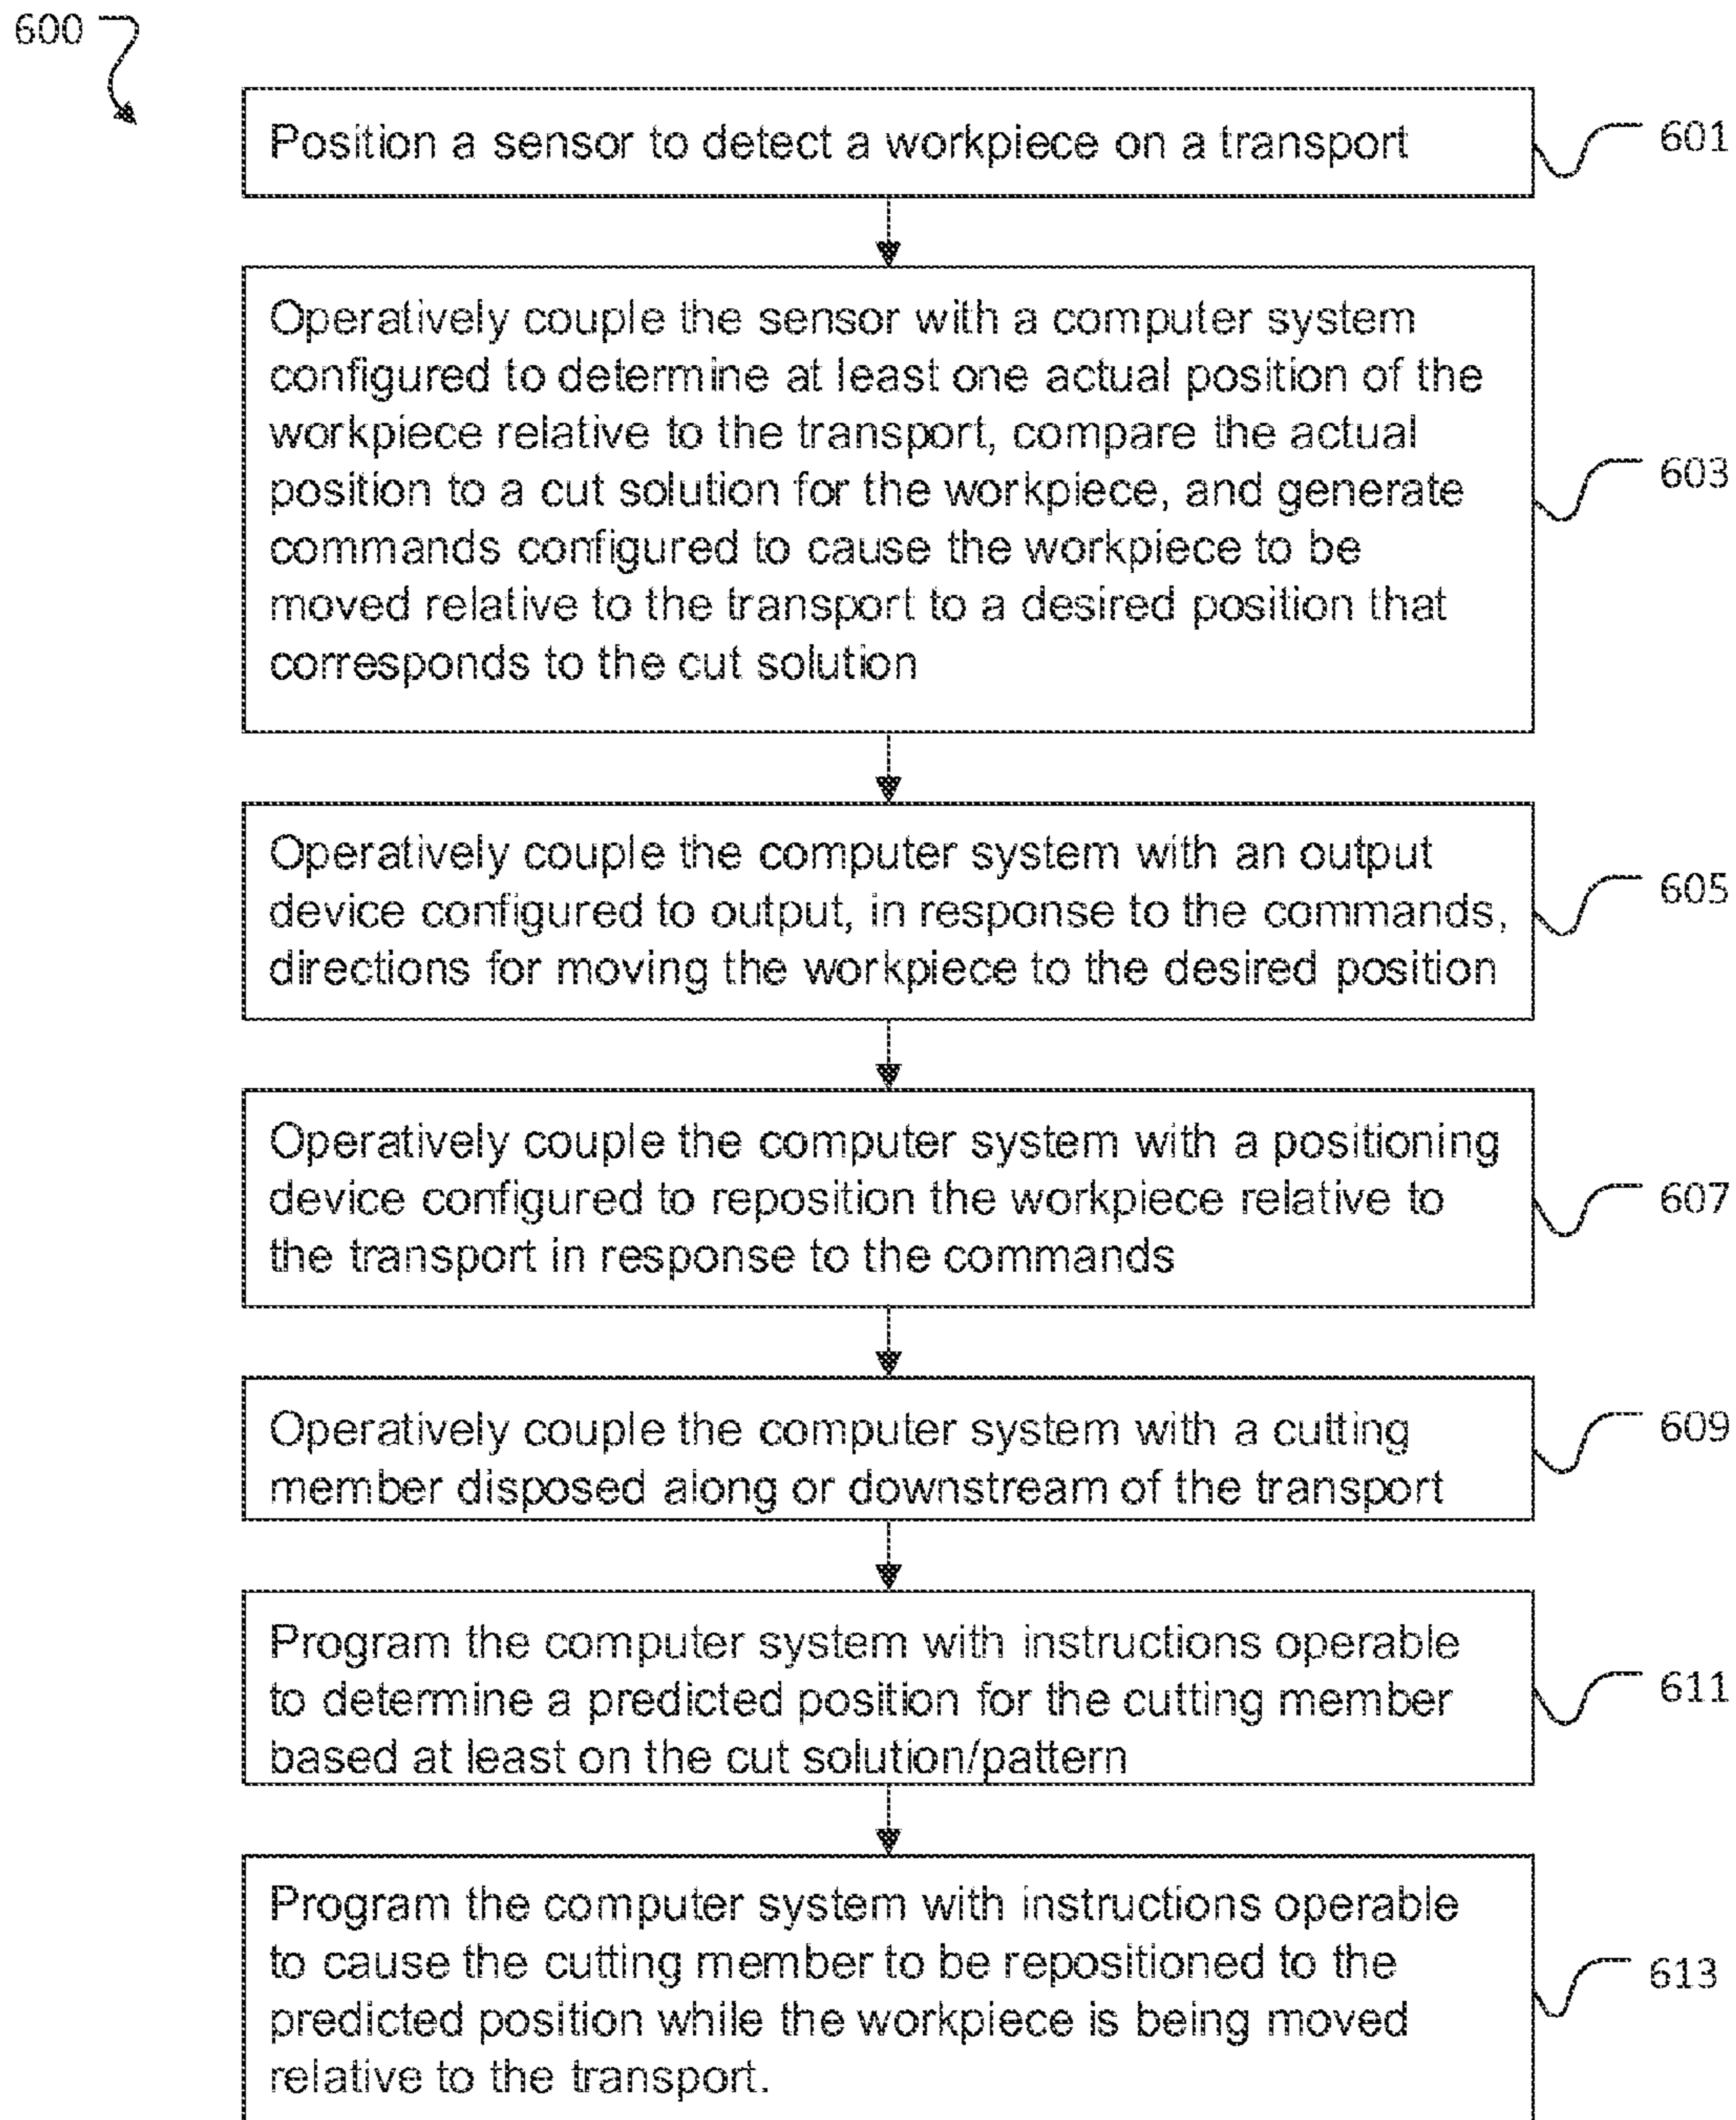 600
Position a sensor to detect a workpiece on a transport
601
Operatively couple the sensor with a computer system
configured to determine at least one actual position of the
workpiece relative to the transport, compare the actual
position to a cut solution for the workpiece, and generate
commands configured to cause the workpiece to be
moved relative to the transport to a desired position that
corresponds to the cut solution
603
Operatively couple the computer system with an output
device configured to output, in response to the commands,
directions for moving the workpiece to the desired position
605
Operatively couple the computer system with a positioning
device configured to reposition the workpiece relative to
the transport in response to the commands
607
Operatively couple the computer system with a cutting
member disposed along or downstream of the transport
609
Program the computer system with instructions operable
to determine a predicted position for the cutting member
based at least on the cut solution/pattern
611
Program the computer system with instructions operable
to cause the cutting member to be repositioned to the
predicted position while the workpiece is being moved
relative to the transport.
613